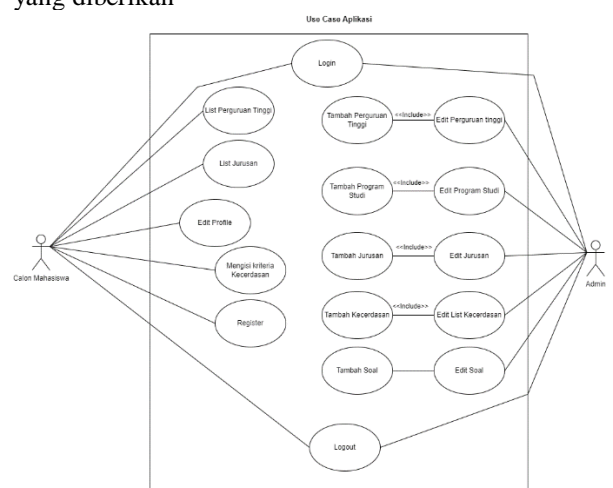 yang diberikan
Use Case Aplikasi
Login
List Perguruan Tinggi
List Jurusan
Edit Profile
Mengisi kriteria
Kecerdasan
Register
Calon Mahasiswa
Tambah Perguruan
Tinggi
<<Include>>
Edit Perguruan tinggi
Tambah Program
Studi
<<Include>>
Edit Program Studi
Tambah Jurusan
<<Include>>
Edit Jurusan
Tambah Kecerdasan
<<Include>>
Edit List Kecerdasan
Tambah Soal
Edit Soal
Admin
Logout